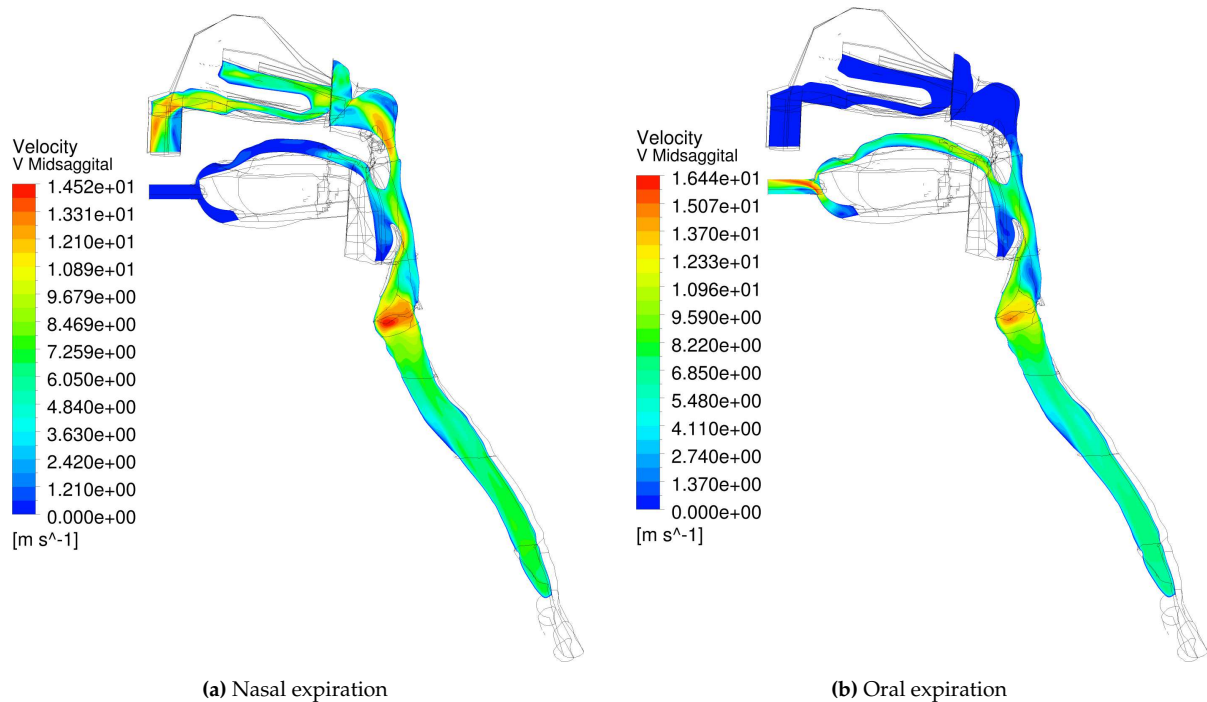 Velocity
V Midsaggital
1.452e+01
1.331e+01
1.210e+01
1.089e+01
9.679e+00
8.469e+00
7.259e+00
6.050e+00
4.840e+00
3.630e+00
2.420e+00
1.210e+00
0.000e+00
[m s^-1]
(a) Nasal expiration
Velocity
V Midsaggital
1.644e+01
1.507e+01
1.370e+01
1.233e+01
1.096e+01
9.590e+00
8.220e+00
6.850e+00
5.480e+00
4.110e+00
2.740e+00
1.370e+00
0.000e+00
[m s^-1]
(b) Oral expiration